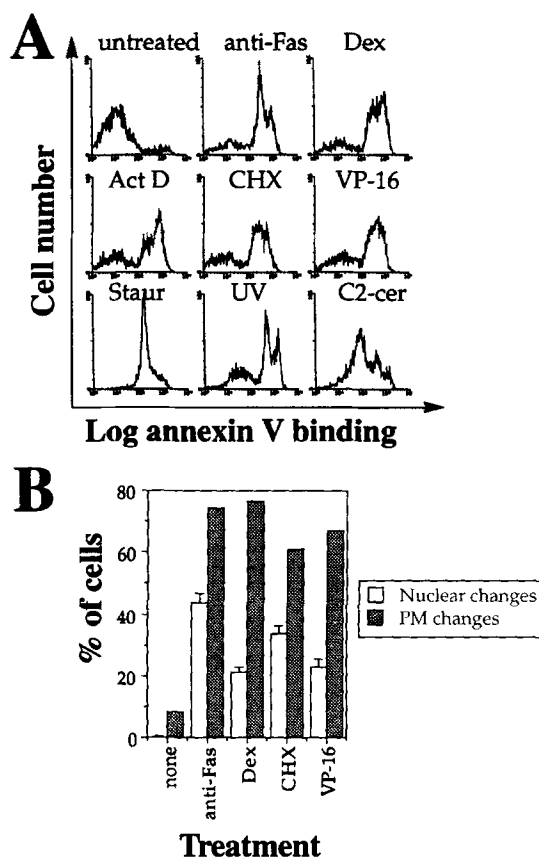 A
untreated anti-Fas Dex
Act D CHX VP-16
Staur UV C2-cer
Cell number
Log annexin V binding
B
80
60
40
20
0
% of cells
none anti-Fas Dex CHX VP-16
Treatment
Nuclear changes
PM changes